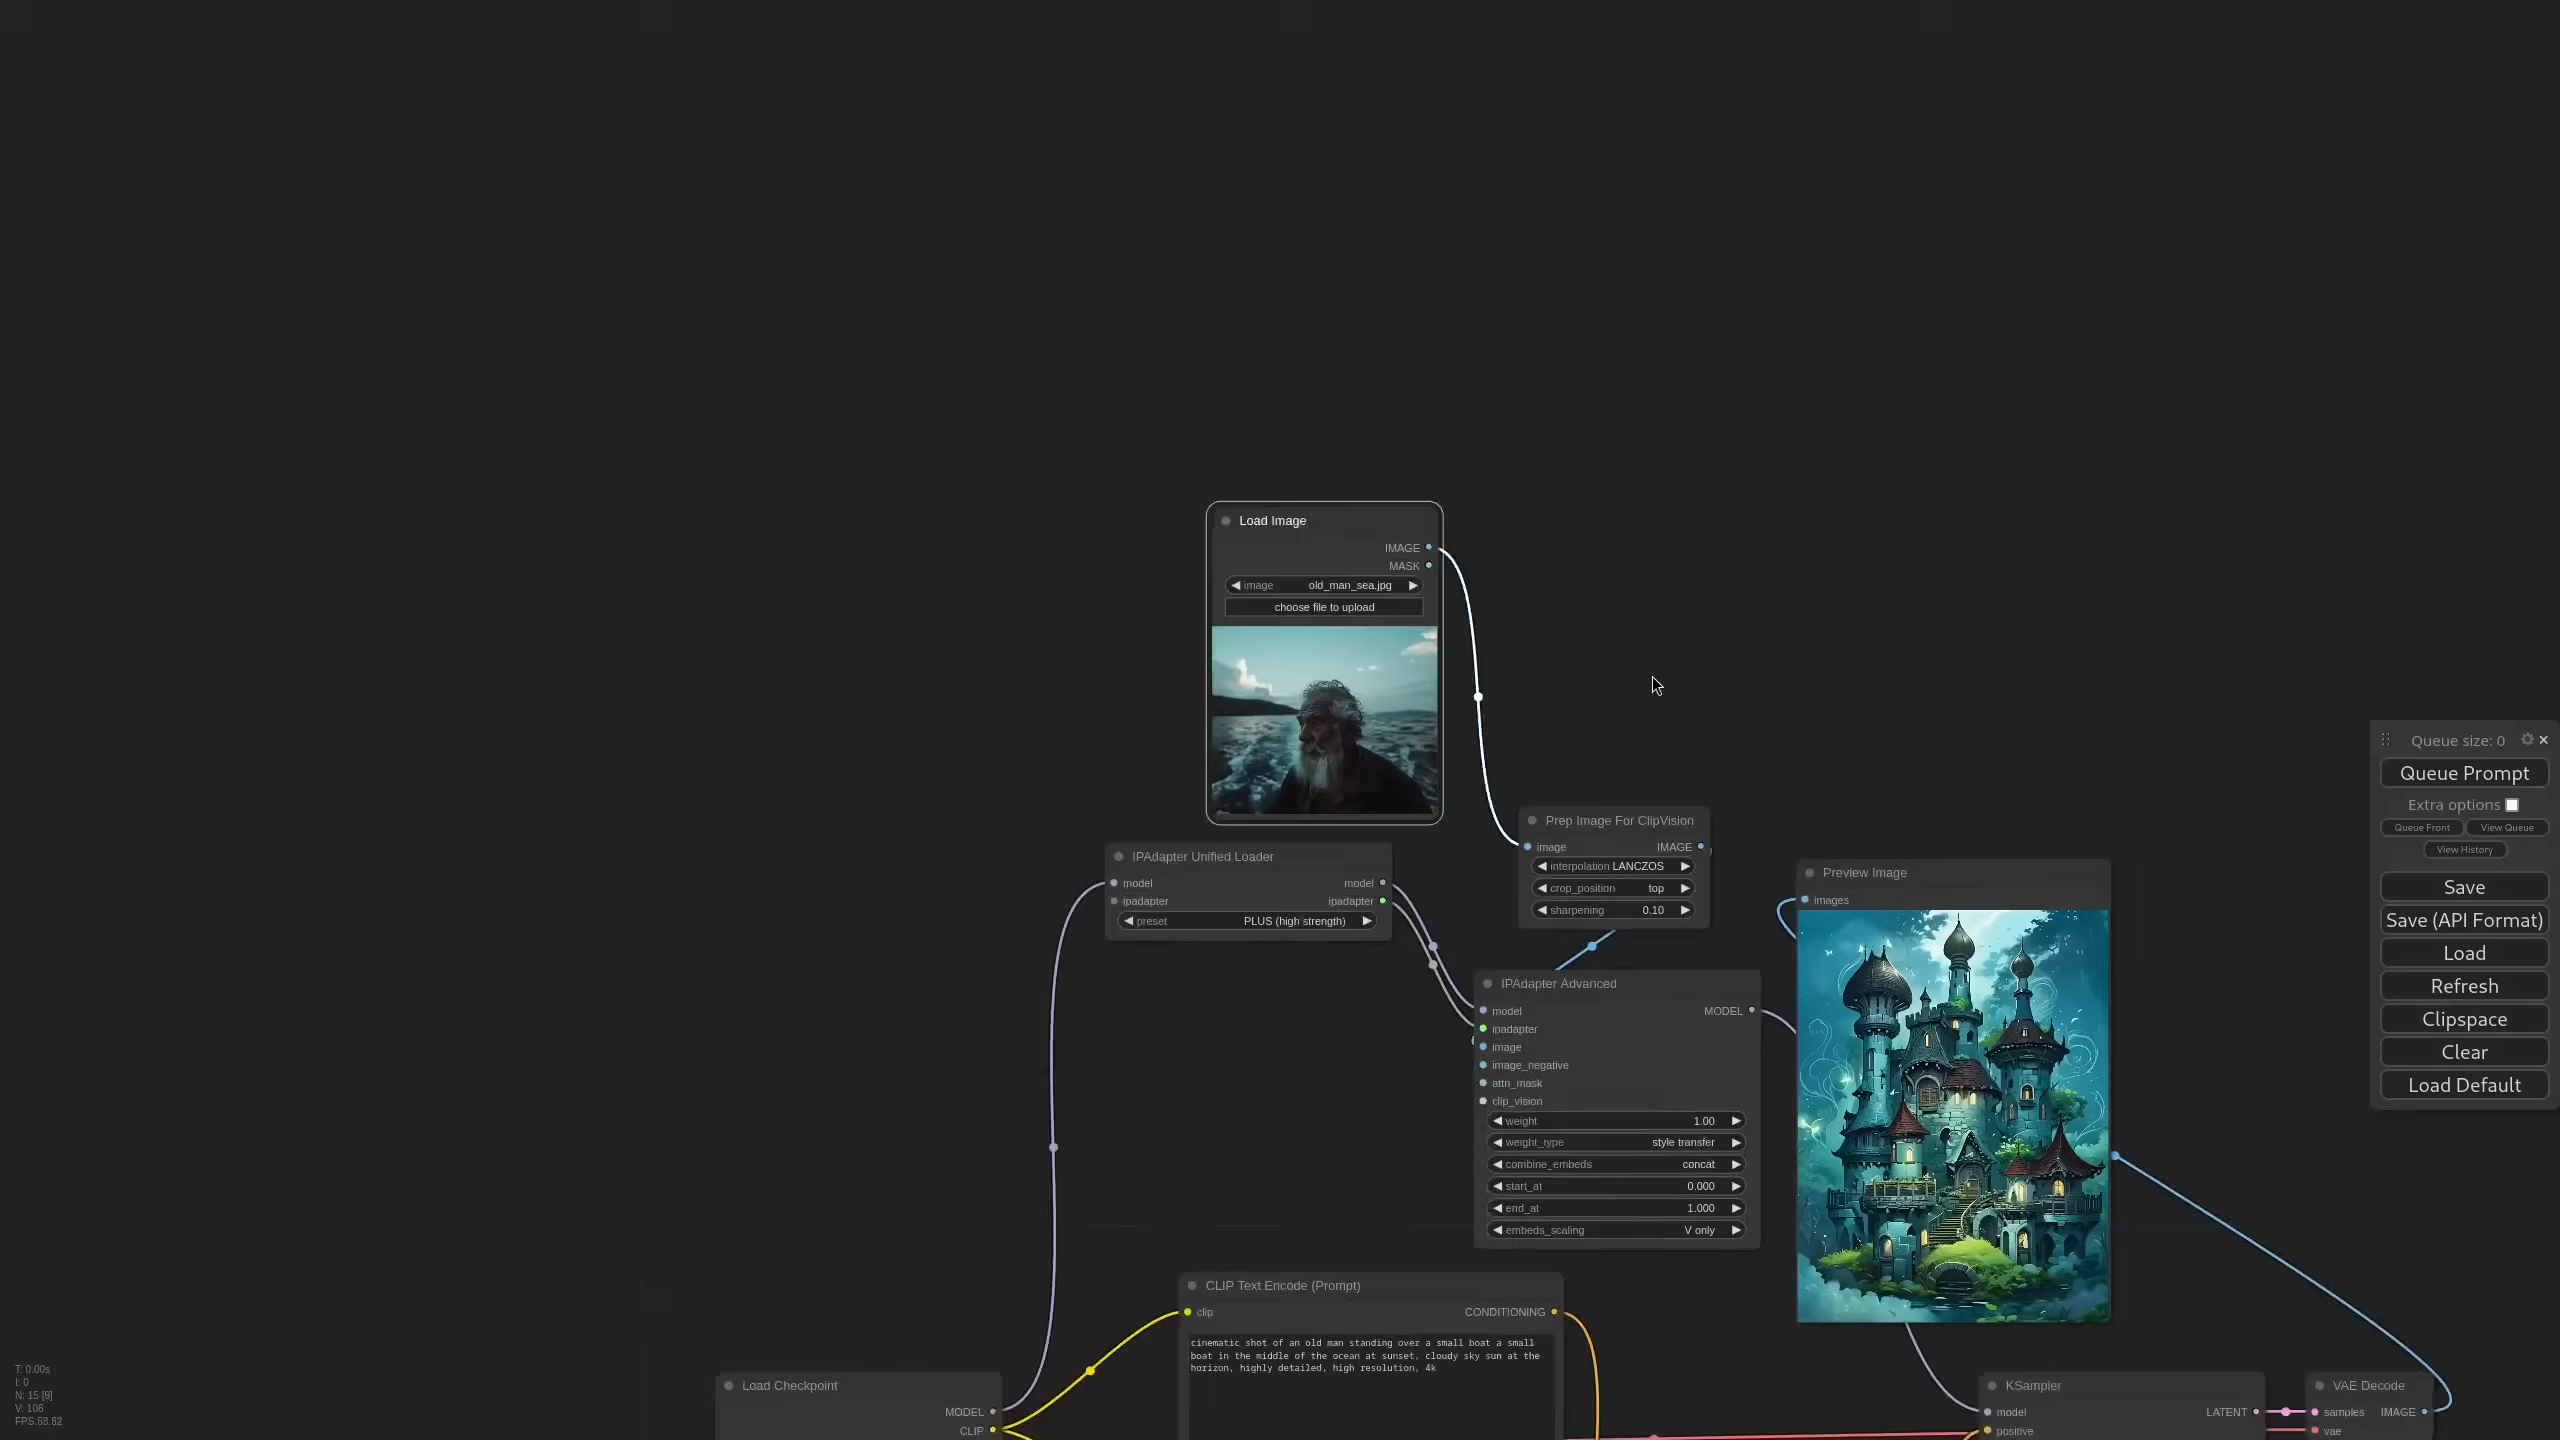 Load Image
IMAGE
MASK
image old_man_sea.jpg
choose file to upload
Queue size: 0
Queue Prompt
Extra options
Queue Front View Queue
View History
Save
Save (API Format)
Load
Refresh
Clipspace
Clear
Load Default
Prep Image For ClipVision
image IMAGE
interpolation LANCZOS
crop_position top
sharpening 0.10
IPAdapter Unified Loader
model model
ipadapter ipadapter
preset PLUS (high strength)
Preview Image
images
IPAdapter Advanced
model MODEL
ipadapter
image
image_negative
attn_mask
clip_vision
weight 1.00
weight_type style transfer
combine_embeds concat
start_at 0.000
end_at 1.000
embeds_scaling V only
CLIP Text Encode (Prompt)
clip CONDITIONING
cinematic shot of an old man standing over a small boat a small
boat in the middle of the ocean at sunset, cloudy sky sun at the
horizon, highly detailed, high resolution, 4k
Load Checkpoint
MODEL
CLIP
KSampler
model LATENT
positive
VAE Decode
samples IMAGE
vae
T: 0.00s
I: 0
N: 15 [9]
V: 106
FPS:58.82